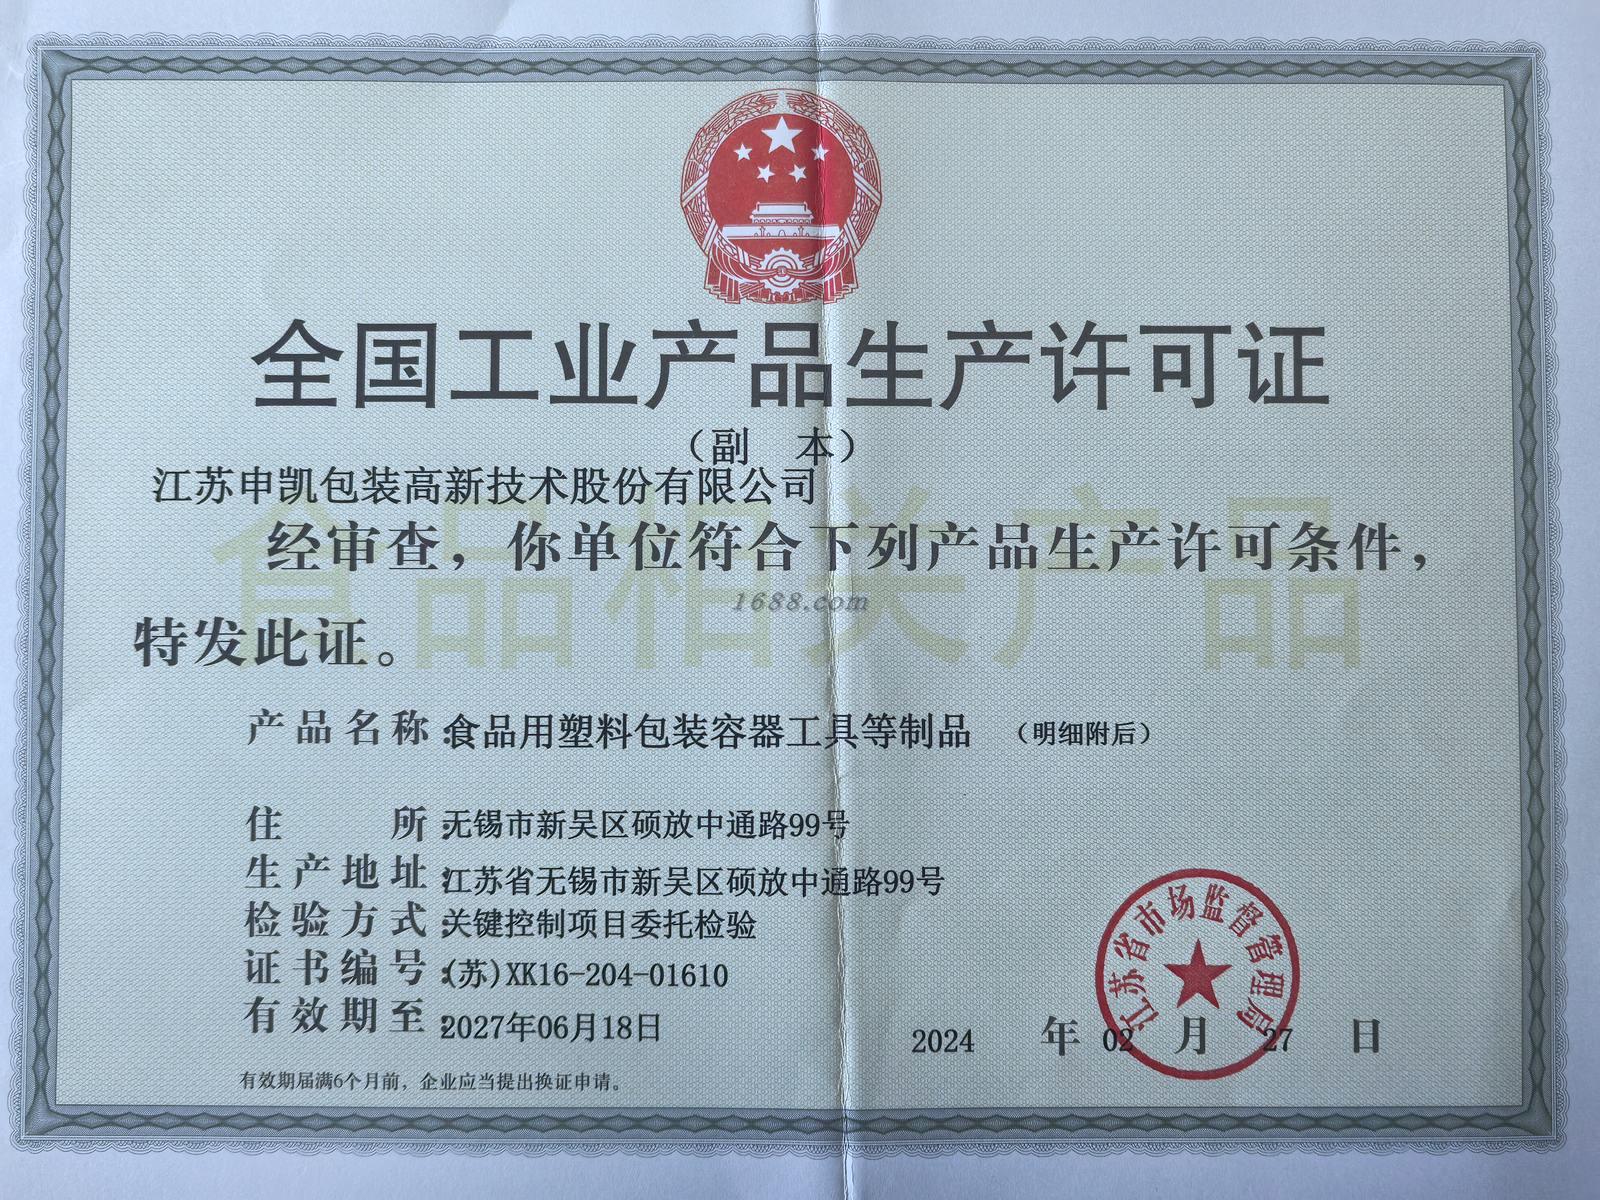 全国工业产品生产许可证
（副 本）
江苏申凯包装高新技术股份有限公司
食品相关产品
经审查，你单位符合下列产品生产许可条件，
1688.com
特发此证。
产品名称：食品用塑料包装容器工具等制品 （明细附后）
住 所：无锡市新吴区硕放中通路99号
生产地址：江苏省无锡市新吴区硕放中通路99号
检验方式：关键控制项目委托检验
证书编号：(苏)XK16-204-01610
有效期至：2027年06月18日
江苏省市场监督管理局
2024 年 02 月 27 日
有效期届满6个月前，企业应当提出换证申请。